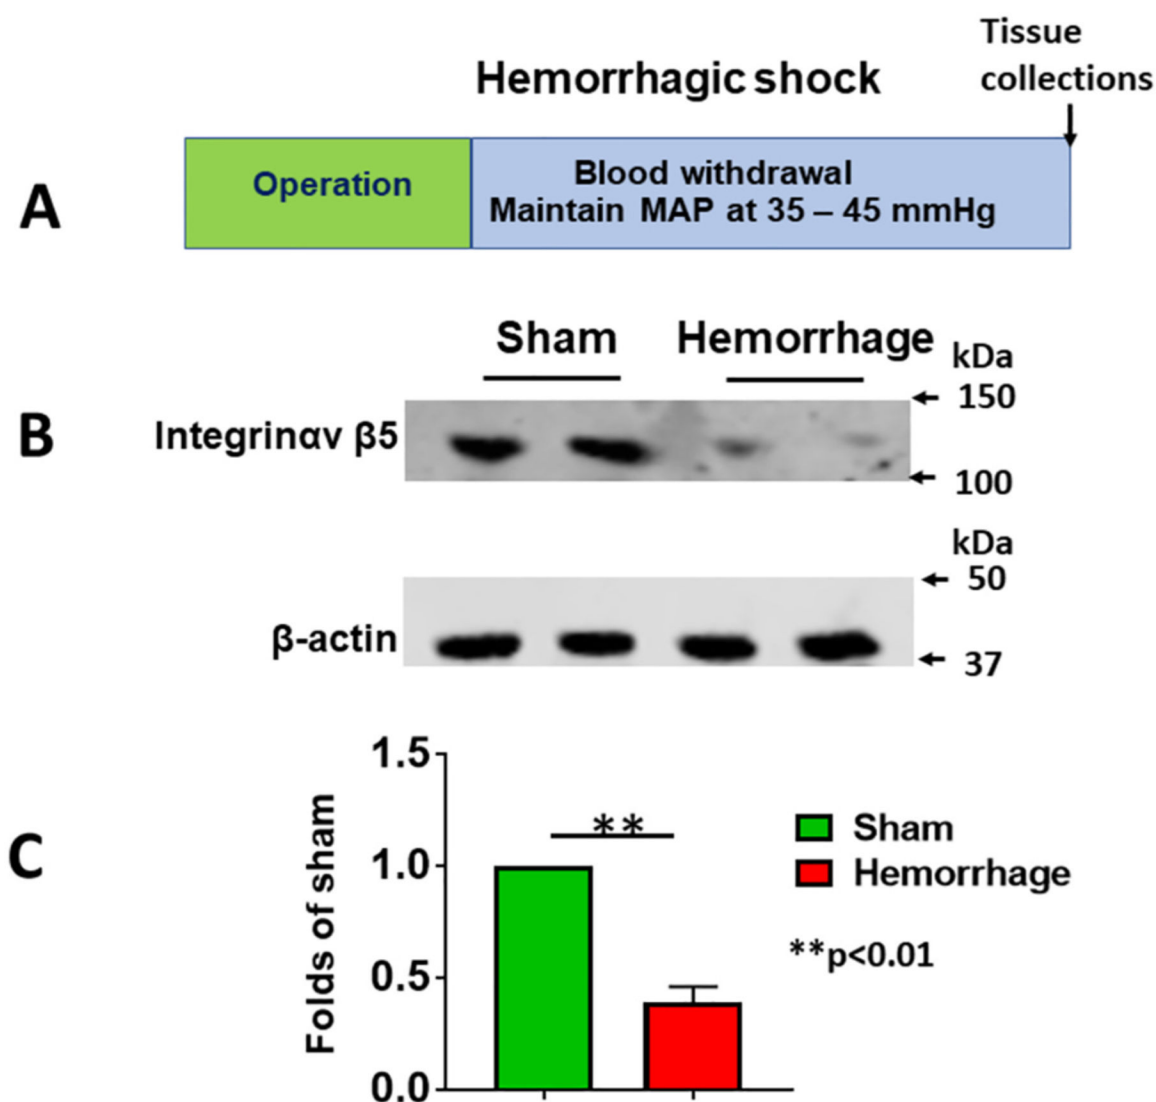 Tissue
collections
Hemorrhagic shock
A
Operation
Blood withdrawal
Maintain MAP at 35 – 45 mmHg
B
Sham
Hemorrhage
kDa
150
Integrinαv β5
100
kDa
50
β-actin
37
C
Folds of sham
1.5
1.0
0.5
0.0
**
Sham
Hemorrhage
**p<0.01